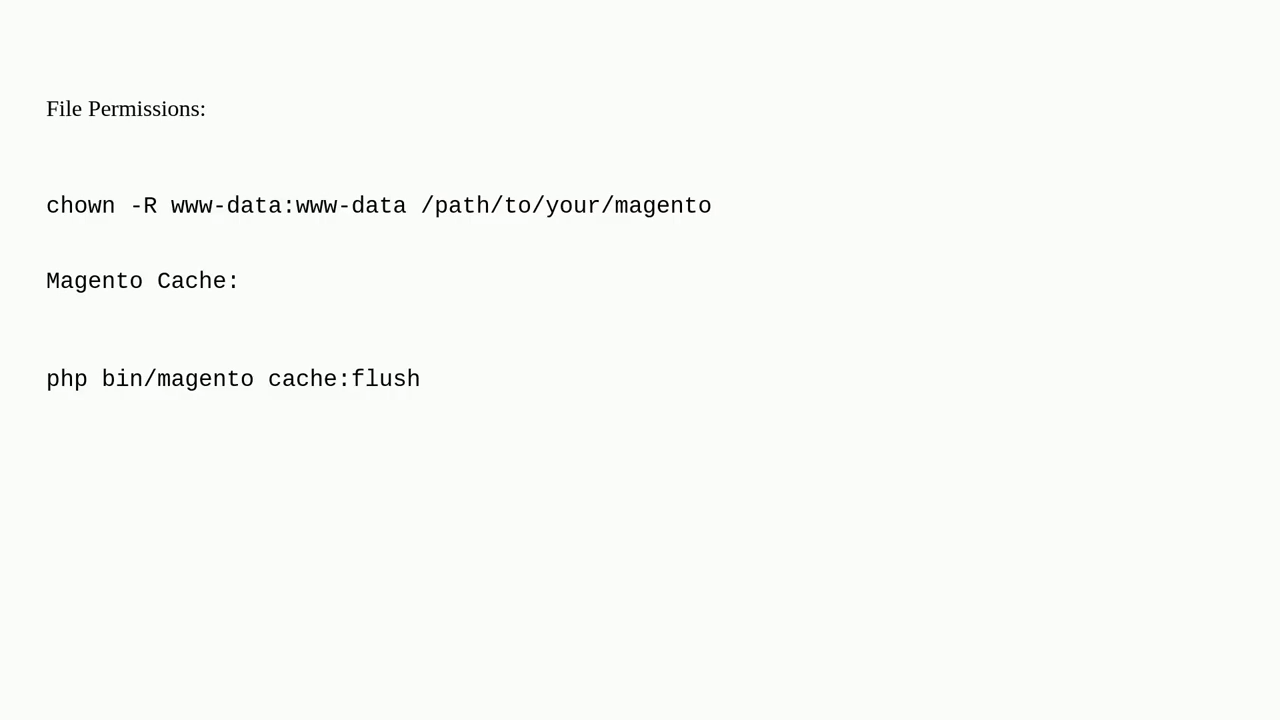 File Permissions:
chown -R www-data:www-data /path/to/your/magento
Magento Cache:
php bin/magento cache:flush